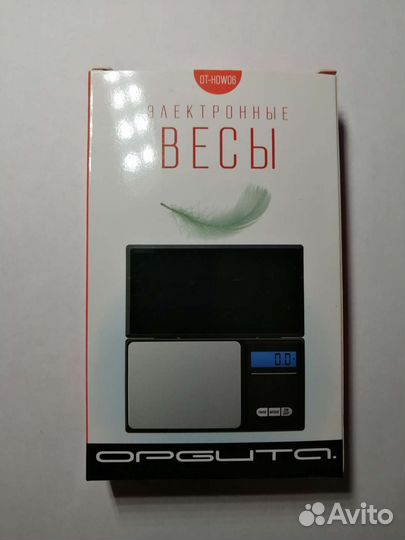 OT-HOW06
ЭЛЕКТРОННЫЕ
ВЕСЫ
0.0
ОРБИТА.
Avito